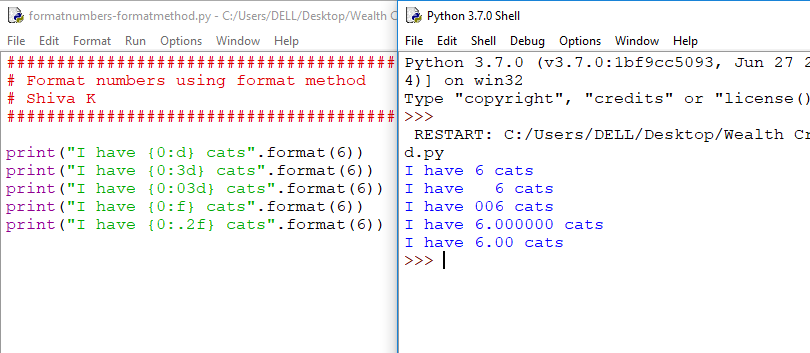 formatnumbers-formatmethod.py - C:/Users/DELL/Desktop/Wealth C
File Edit Format Run Options Window Help
#######################################
# Format numbers using format method
# Shiva K
#######################################
print("I have {0:d} cats".format(6))
print("I have {0:3d} cats".format(6))
print("I have {0:03d} cats".format(6))
print("I have {0:f} cats".format(6))
print("I have {0:.2f} cats".format(6))
Python 3.7.0 Shell
File Edit Shell Debug Options Window Help
Python 3.7.0 (v3.7.0:1bf9cc5093, Jun 27 2
4)] on win32
Type "copyright", "credits" or "license()
>>>
 RESTART: C:/Users/DELL/Desktop/Wealth Cr
d.py
I have 6 cats
I have   6 cats
I have 006 cats
I have 6.000000 cats
I have 6.00 cats
>>>